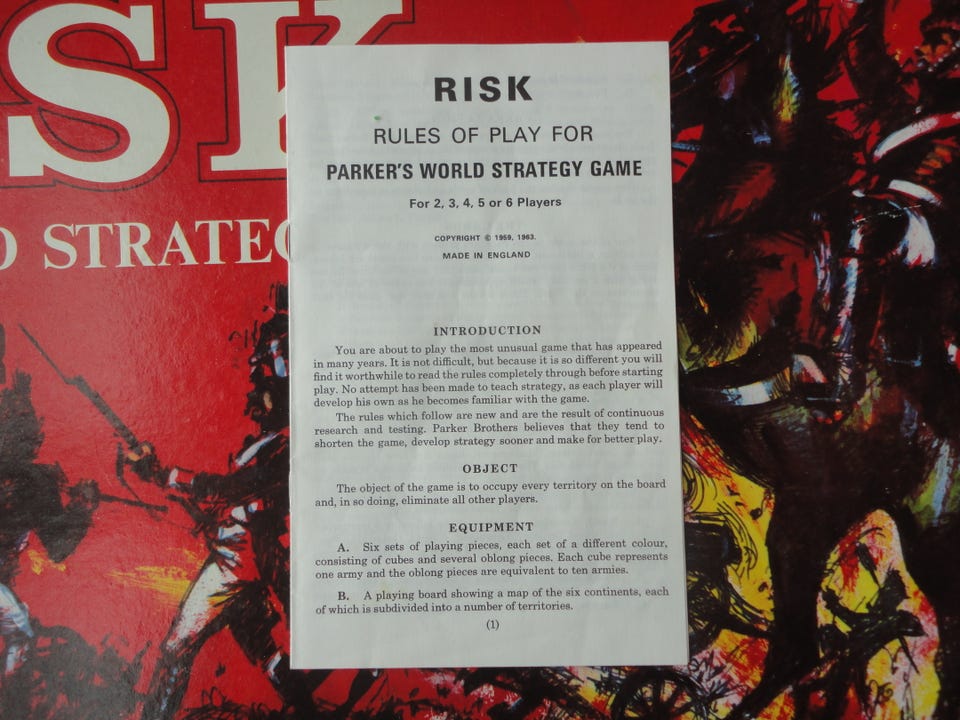 SK
D STRATEG
RISK
RULES OF PLAY FOR
PARKER'S WORLD STRATEGY GAME
For 2, 3, 4, 5 or 6 Players
COPYRIGHT © 1959, 1963.
MADE IN ENGLAND
INTRODUCTION
You are about to play the most unusual game that has appeared
in many years. It is not difficult, but because it is so different you will
find it worthwhile to read the rules completely through before starting
play. No attempt has been made to teach strategy, as each player will
develop his own as he becomes familiar with the game.
The rules which follow are new and are the result of continuous
research and testing. Parker Brothers believes that they tend to
shorten the game, develop strategy sooner and make for better play.
OBJECT
The object of the game is to occupy every territory on the board
and, in so doing, eliminate all other players.
EQUIPMENT
A. Six sets of playing pieces, each set of a different colour,
consisting of cubes and several oblong pieces. Each cube represents
one army and the oblong pieces are equivalent to ten armies.
B. A playing board showing a map of the six continents, each
of which is subdivided into a number of territories.
(1)